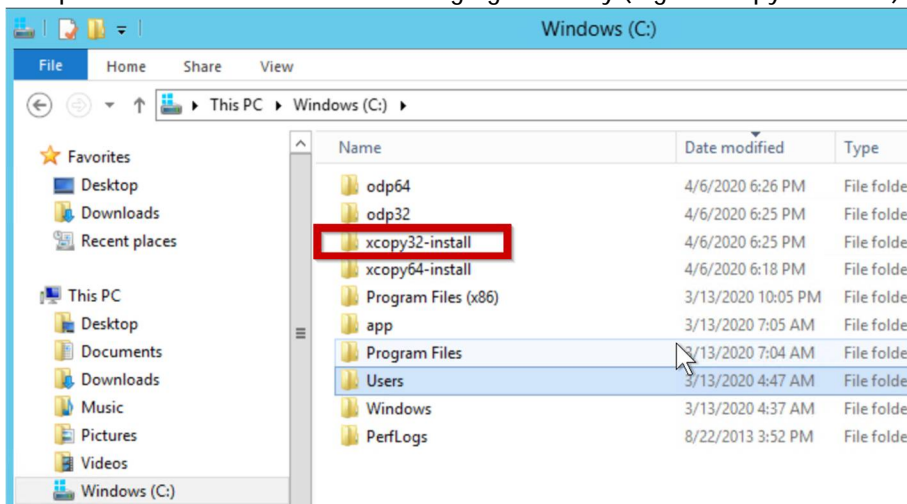 Windows (C:)
File Home Share View
This PC Windows (C:)
Name Date modified Type
Favorites
Desktop
Downloads
Recent places
This PC
Desktop
Documents
Downloads
Music
Pictures
Videos
Windows (C:)
odp64 4/6/2020 6:26 PM File folde
odp32 4/6/2020 6:25 PM File folde
xcopy32-install 4/6/2020 6:25 PM File folde
xcopy64-install 4/6/2020 6:18 PM File folde
Program Files (x86) 3/13/2020 10:05 PM File folde
app 3/13/2020 7:05 AM File folde
Program Files 3/13/2020 7:04 AM File folde
Users 3/13/2020 4:47 AM File folde
Windows 3/13/2020 4:37 AM File folde
PerfLogs 8/22/2013 3:52 PM File folde